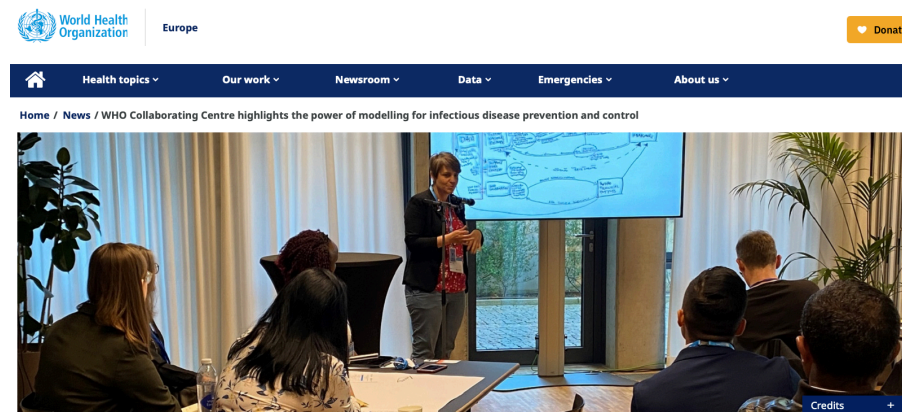 World Health
Organization
Europe
Donat
Health topics
Our work
Newsroom
Data
Emergencies
About us
Home / News / WHO Collaborating Centre highlights the power of modelling for infectious disease prevention and control
Credits +